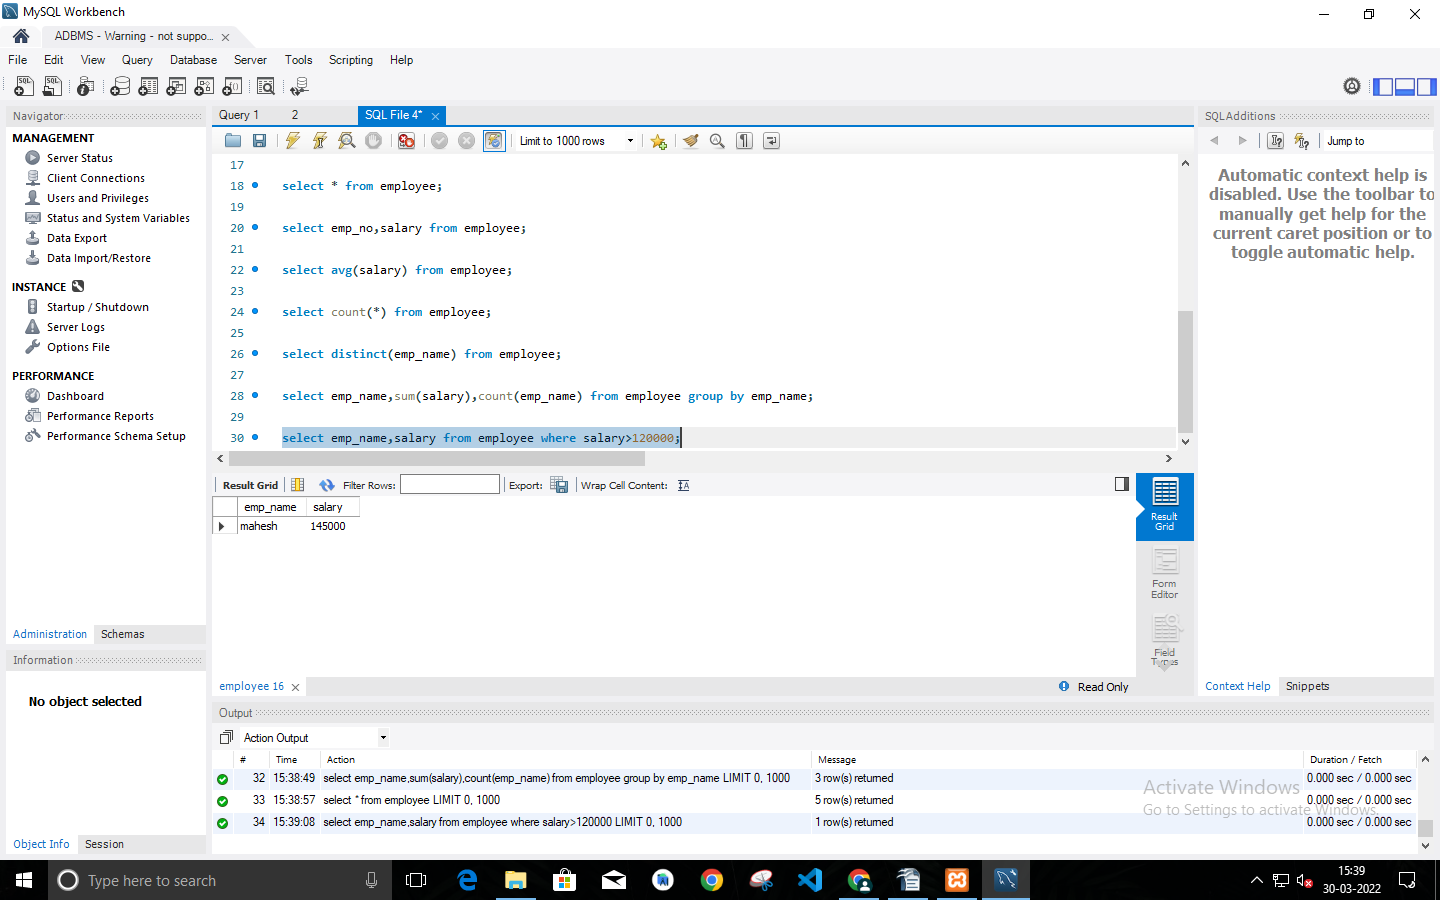 MySQL Workbench
ADBMS - Warning - not suppo...
File Edit View Query Database Server Tools Scripting Help
Navigator
MANAGEMENT
Server Status
Client Connections
Users and Privileges
Status and System Variables
Data Export
Data Import/Restore
INSTANCE
Startup / Shutdown
Server Logs
Options File
PERFORMANCE
Dashboard
Performance Reports
Performance Schema Setup
Administration Schemas
Information
No object selected
Object Info Session
Query 1 2 SQL File 4*
Limit to 1000 rows
17
18 select * from employee;
19
20 select emp_no,salary from employee;
21
22 select avg(salary) from employee;
23
24 select count(*) from employee;
25
26 select distinct(emp_name) from employee;
27
28 select emp_name,sum(salary),count(emp_name) from employee group by emp_name;
29
30 select emp_name,salary from employee where salary>120000;
Result Grid Filter Rows: Export: Wrap Cell Content:
emp_name salary
mahesh 145000
Result
Grid
Form
Editor
Field
Types
employee 16 Read Only
SQLAdditions
Jump to
Automatic context help is
disabled. Use the toolbar to
manually get help for the
current caret position or to
toggle automatic help.
Context Help Snippets
Output
Action Output
# Time Action Message Duration / Fetch
32 15:38:49 select emp_name,sum(salary),count(emp_name) from employee group by emp_name LIMIT 0, 1000 3 row(s) returned 0.000 sec / 0.000 sec
33 15:38:57 select * from employee LIMIT 0, 1000 5 row(s) returned 0.000 sec / 0.000 sec
34 15:39:08 select emp_name,salary from employee where salary>120000 LIMIT 0, 1000 1 row(s) returned 0.000 sec / 0.000 sec
Activate Windows
Go to Settings to activate Windows.
Type here to search
15:39
30-03-2022